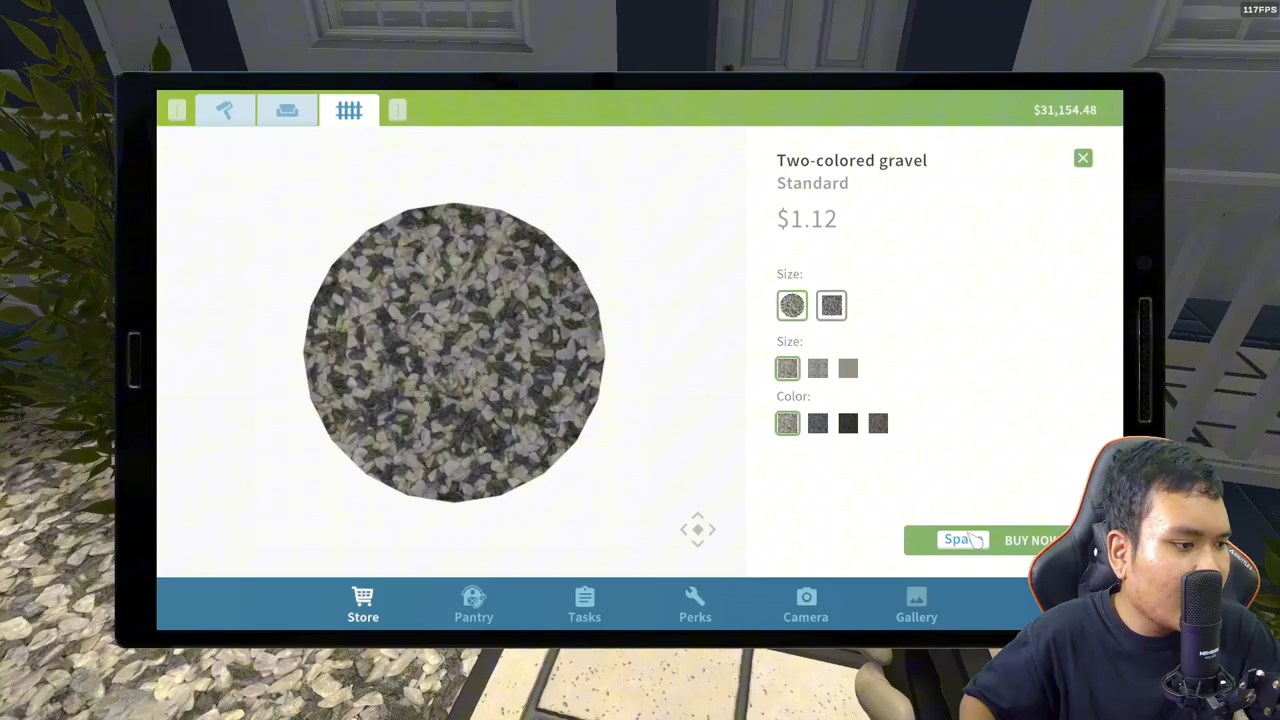 117FPS
$31,154.48
Two-colored gravel
Standard
$1.12
Size:
Size:
Color:
Spa
BUY NOW
Store
Pantry
Tasks
Perks
Camera
Gallery